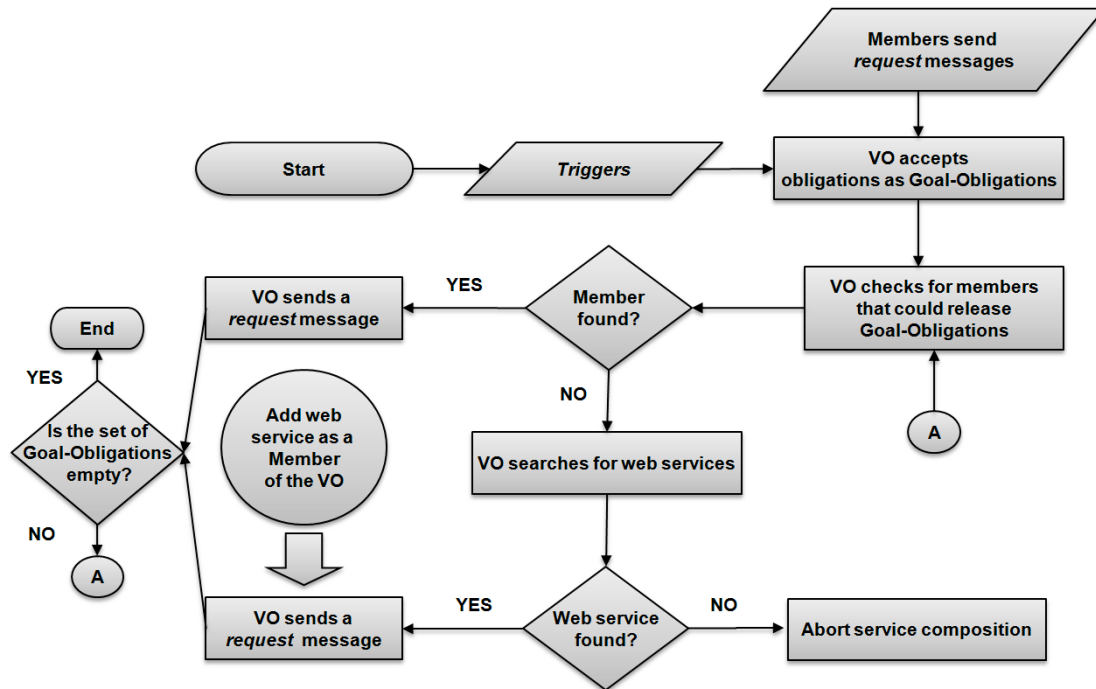 Members send
request messages
Start
Triggers
VO accepts
obligations as Goal-Obligations
VO sends a
request message
YES
Member
found?
VO checks for members
that could release
Goal-Obligations
End
YES
NO
Add web
service as a
Member
of the VO
A
Is the set of
Goal-Obligations
empty?
VO searches for web services
NO
A
VO sends a
request message
YES
Web service
found?
NO
Abort service composition